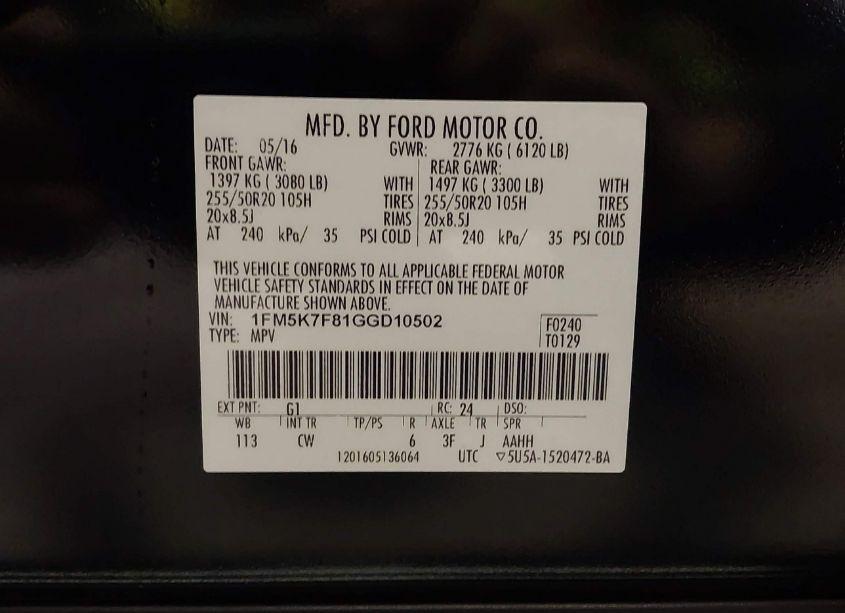 MFD. BY FORD MOTOR CO.
DATE: 05/16 GVWR: 2776 KG ( 6120 LB)
FRONT GAWR: REAR GAWR:
1397 KG ( 3080 LB) WITH 1497 KG ( 3300 LB) WITH
255/50R20 105H TIRES 255/50R20 105H TIRES
20x8.5J RIMS 20x8.5J RIMS
AT 240 kPa/ 35 PSI COLD AT 240 kPa/ 35 PSI COLD
THIS VEHICLE CONFORMS TO ALL APPLICABLE FEDERAL MOTOR
VEHICLE SAFETY STANDARDS IN EFFECT ON THE DATE OF
MANUFACTURE SHOWN ABOVE.
VIN: 1FM5K7F81GGD10502 F0240
TYPE: MPV T0129
EXT PNT: G1 RC: 24 DSO:
WB INT TR TP/PS R AXLE TR SPR
113 CW 6 3F J AAHH
1201605136064 UTC ▽5U5A-1520472-BA